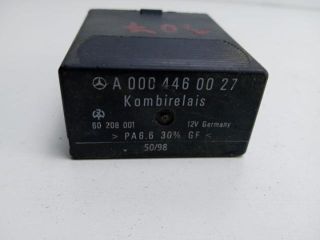 A 000 446 00 27
Kombirelais
60 208 001 12V Germany
> PA6.6 30% GF <
50/98